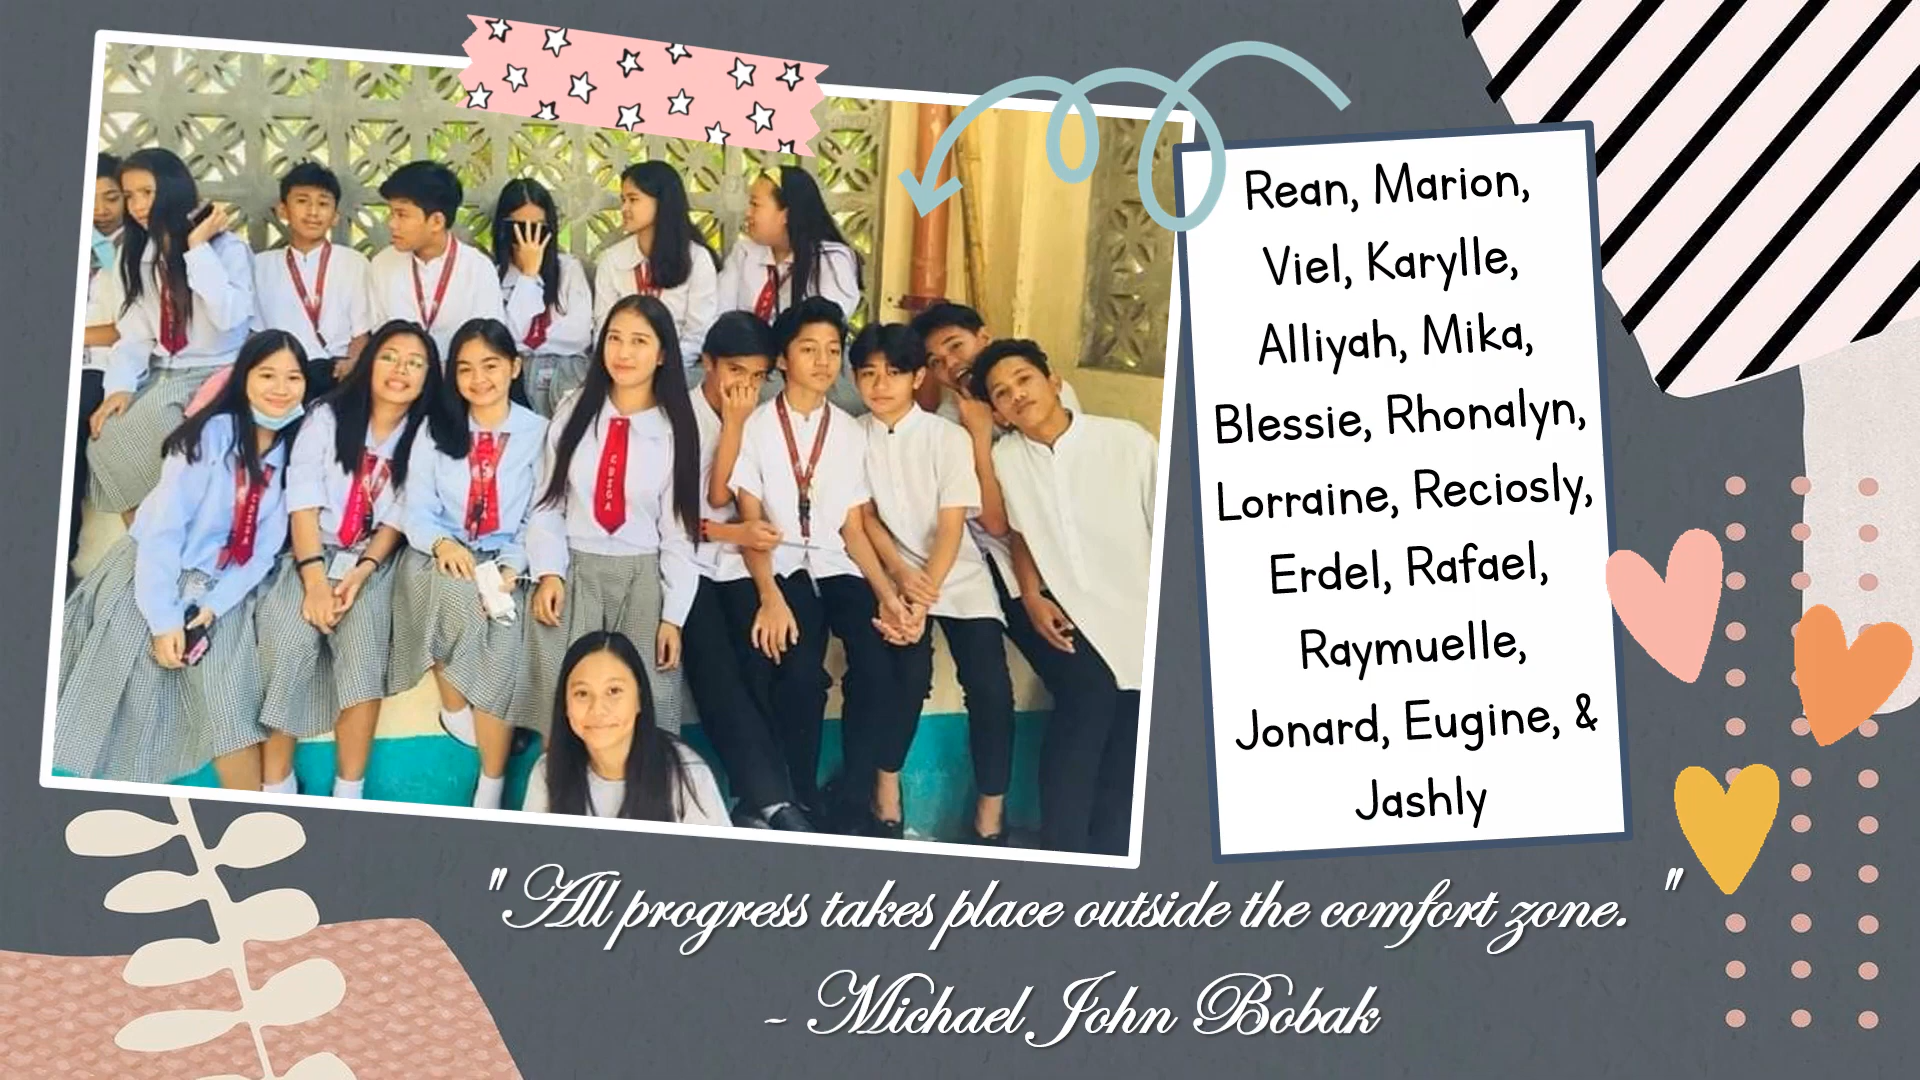 Rean, Marion,
Viel, Karylle,
Alliyah, Mika,
Blessie, Rhonalyn,
Lorraine, Reciosly,
Erdel, Rafael,
Raymuelle,
Jonard, Eugine, &
Jashly
"All progress takes place outside the comfort zone. "
- Michael John Bobak